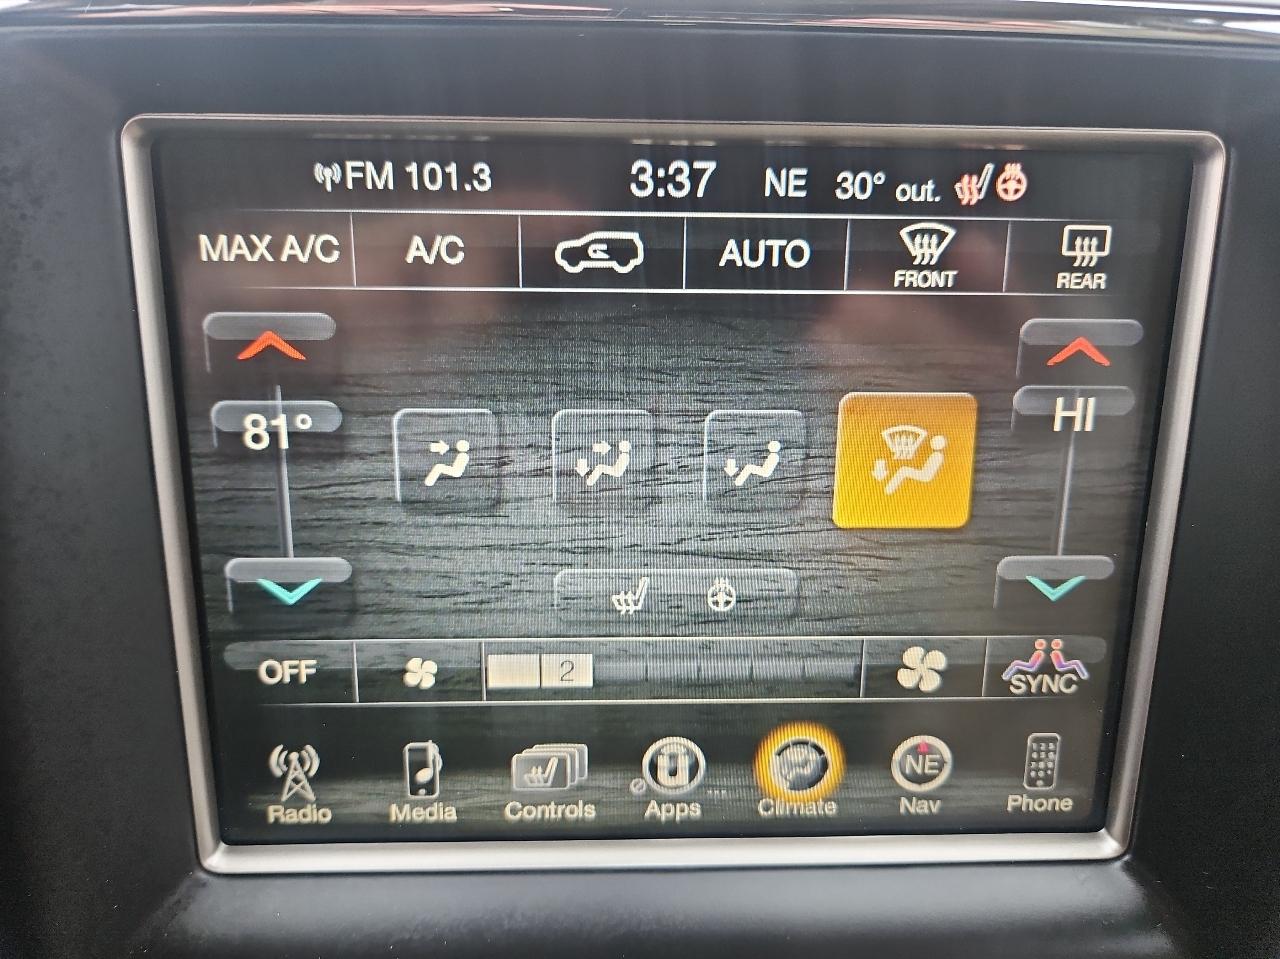 FM 101.3 3:37 NE 30° out.
MAX A/C A/C AUTO FRONT REAR
81° HI
OFF 2 SYNC
NE
Radio Media Controls Apps Climate Nav Phone